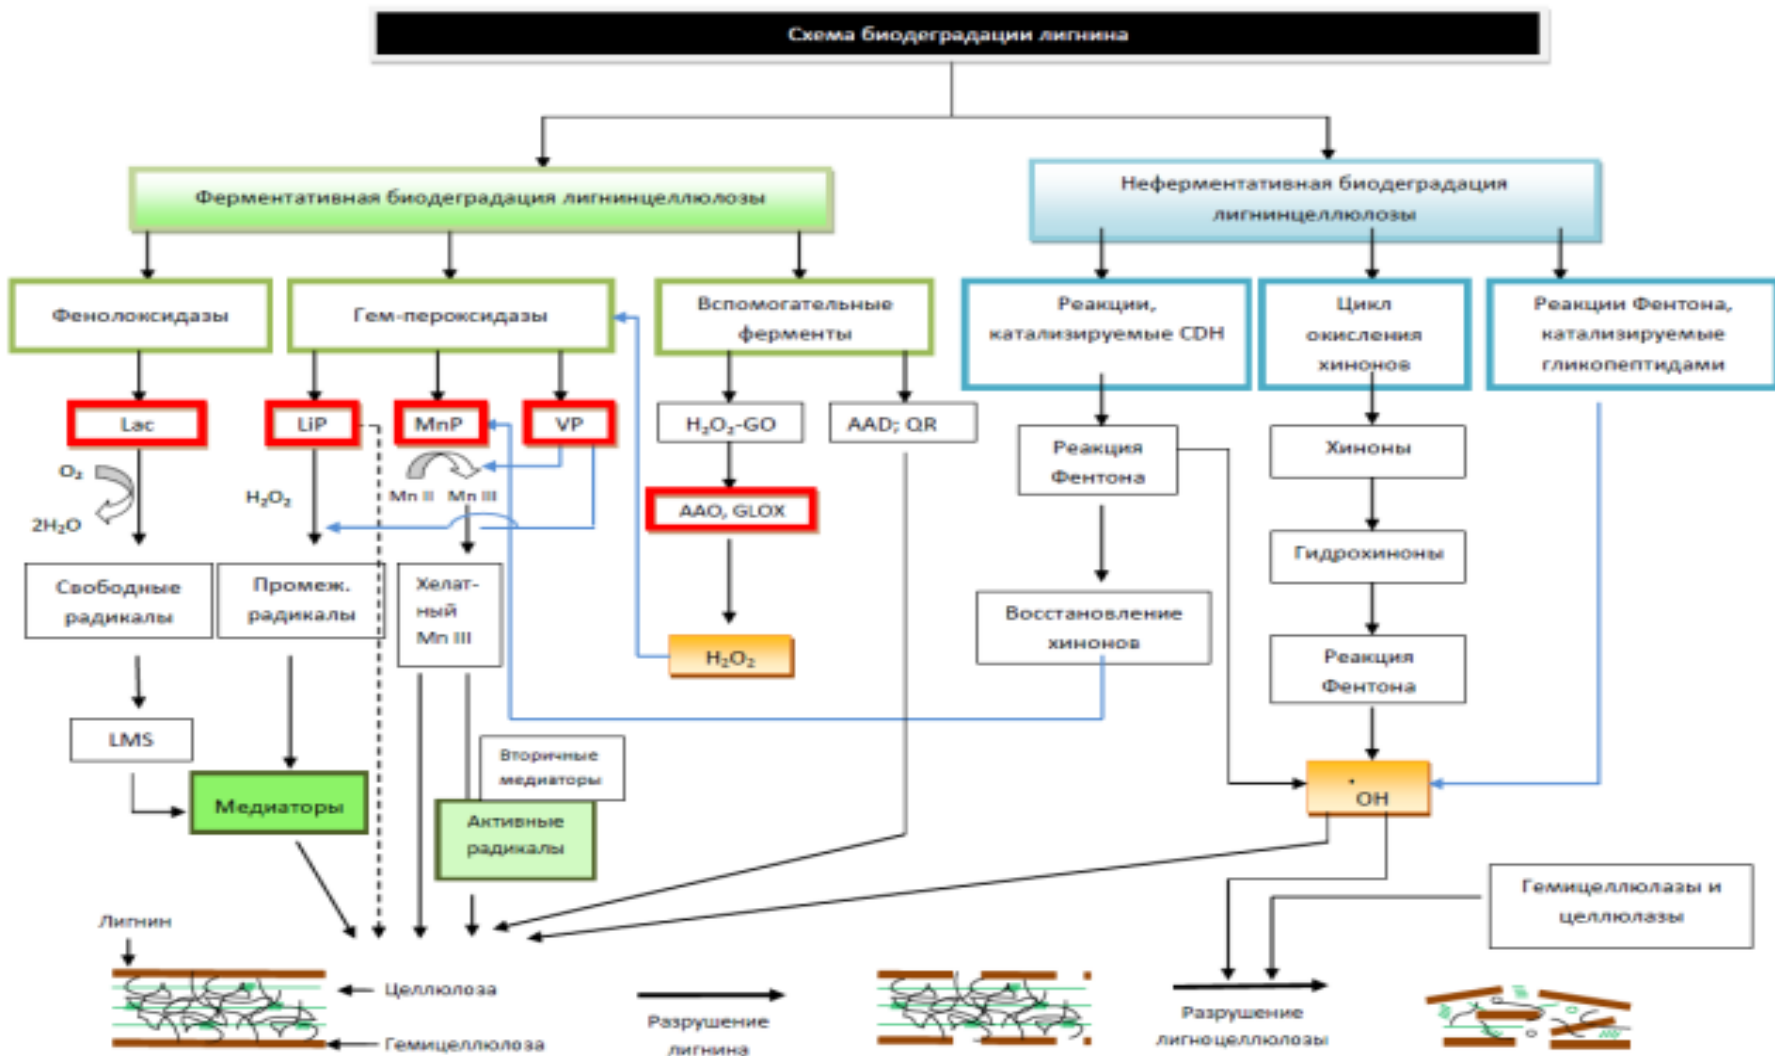 Схема биодеградации лигнина
Ферментативная биодеградация лигнинцеллюлозы
Неферментативная биодеградация
лигнинцеллюлозы
Фенолоксидазы
Гем-пероксидазы
Вспомогательные
ферменты
Реакции,
катализируемые CDH
Цикл
окисления
хинонов
Реакции Фентона,
катализируемые
гликопептидами
Lac
LiP
MnP
VP
H₂O₂-GO
AAD; QR
Реакция
Фентона
Хиноны
O₂
2H₂O
H₂O₂
Mn II
Mn III
AAO, GLOX
Гидрохиноны
Свободные
радикалы
Промеж.
радикалы
Хелат-
ный
Mn III
H₂O₂
Восстановление
хинонов
Реакция
Фентона
LMS
Вторичные
медиаторы
Медиаторы
Активные
радикалы
•
OH
Гемицеллюлазы и
целлюлазы
Лигнин
Целлюлоза
Гемицеллюлоза
Разрушение
лигнина
Разрушение
лигноцеллюлозы